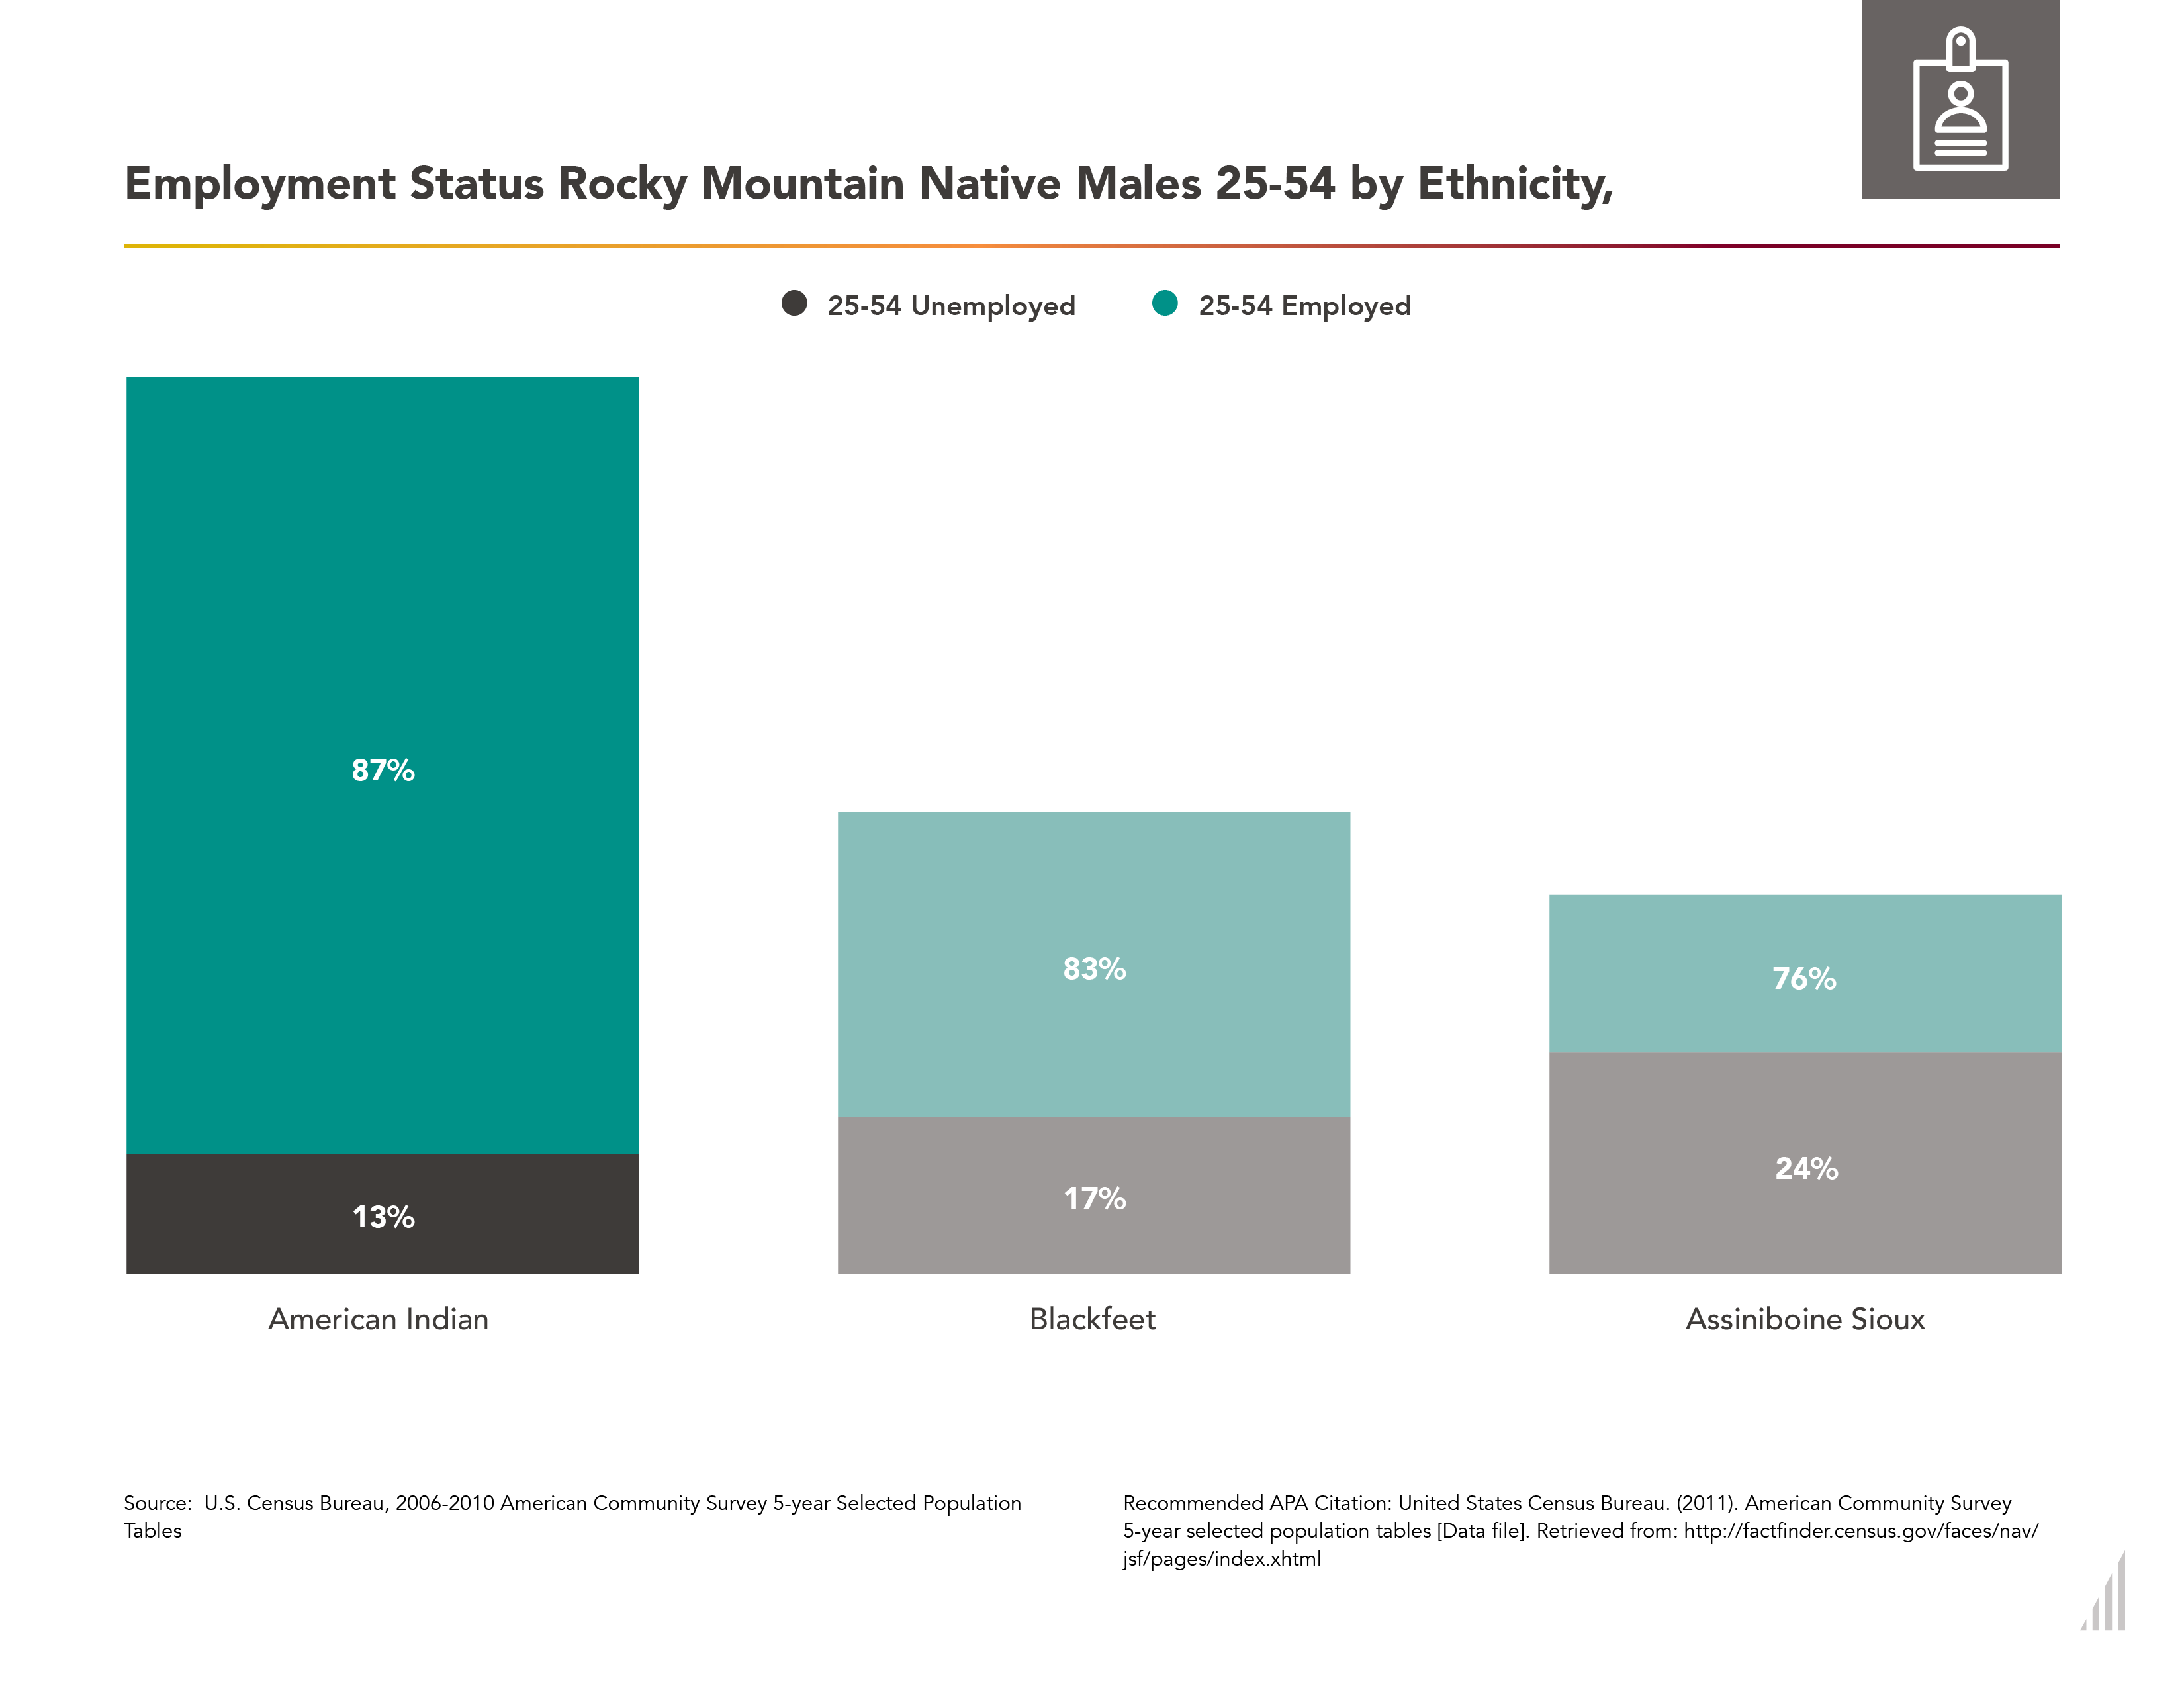 Employment Status Rocky Mountain Native Males 25-54 by Ethnicity,
25-54 Unemployed
25-54 Employed
87%
13%
83%
17%
76%
24%
American Indian
Blackfeet
Assiniboine Sioux
Source:  U.S. Census Bureau, 2006-2010 American Community Survey 5-year Selected Population
Tables
Recommended APA Citation: United States Census Bureau. (2011). American Community Survey
5-year selected population tables [Data file]. Retrieved from: http://factfinder.census.gov/faces/nav/
jsf/pages/index.xhtml